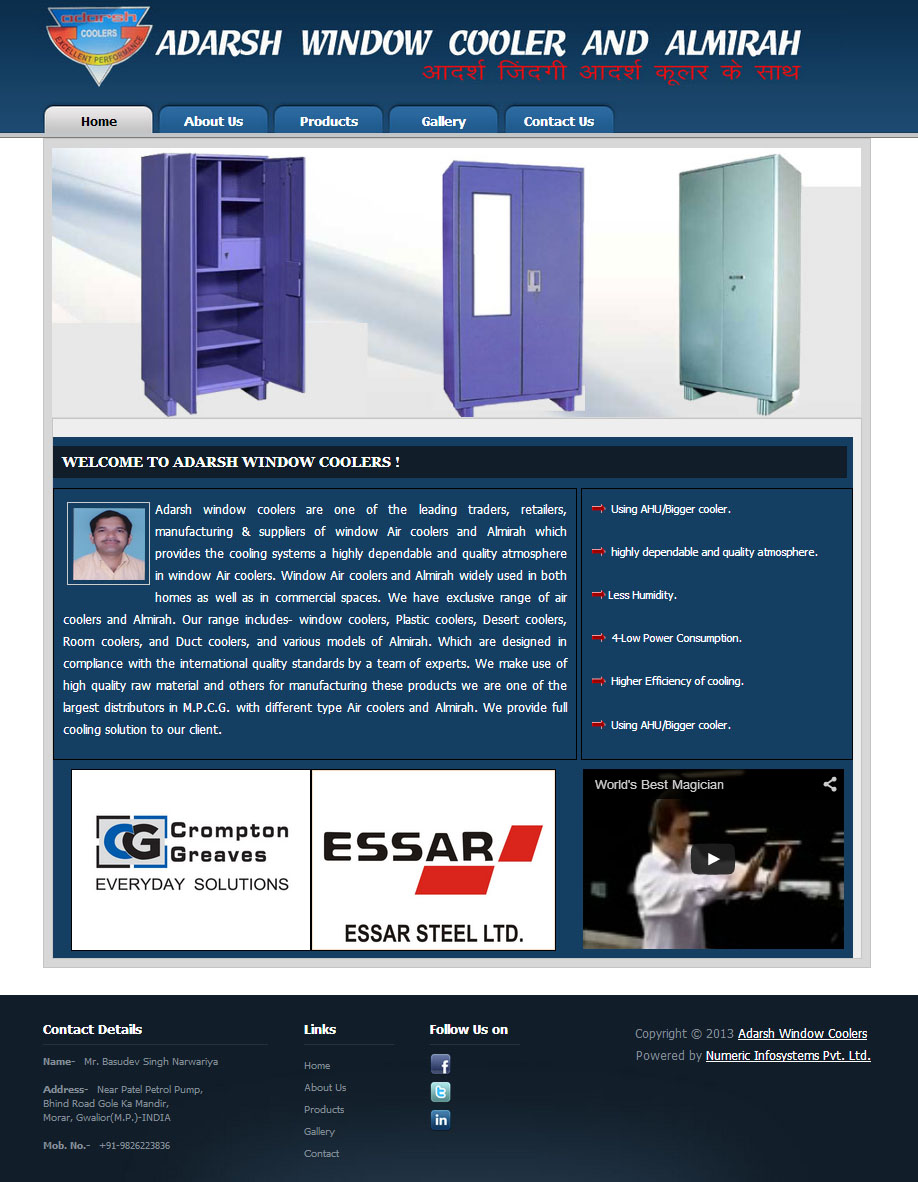 adarsh
COOLERS
EXCELLENT PERFORMANCE
ADARSH WINDOW COOLER AND ALMIRAH
आदर्श जिंदगी आदर्श कूलर के साथ
Home
About Us
Products
Gallery
Contact Us
WELCOME TO ADARSH WINDOW COOLERS !
Adarsh window coolers are one of the leading traders, retailers,
manufacturing & suppliers of window Air coolers and Almirah which
provides the cooling systems a highly dependable and quality atmosphere
in window Air coolers. Window Air coolers and Almirah widely used in both
homes as well as in commercial spaces. We have exclusive range of air
coolers and Almirah. Our range includes- window coolers, Plastic coolers, Desert coolers,
Room coolers, and Duct coolers, and various models of Almirah. Which are designed in
compliance with the international quality standards by a team of experts. We make use of
high quality raw material and others for manufacturing these products we are one of the
largest distributors in M.P.C.G. with different type Air coolers and Almirah. We provide full
cooling solution to our client.
Using AHU/Bigger cooler.
highly dependable and quality atmosphere.
Less Humidity.
4-Low Power Consumption.
Higher Efficiency of cooling.
Using AHU/Bigger cooler.
CG Crompton
Greaves
EVERYDAY SOLUTIONS
ESSAR
ESSAR STEEL LTD.
World's Best Magician
Contact Details
Name- Mr. Basudev Singh Narwariya
Address- Near Patel Petrol Pump,
Bhind Road Gole Ka Mandir,
Morar, Gwalior(M.P.)-INDIA
Mob. No.- +91-9826223836
Links
Home
About Us
Products
Gallery
Contact
Follow Us on
f
t
in
Copyright © 2013 Adarsh Window Coolers
Powered by Numeric Infosystems Pvt. Ltd.